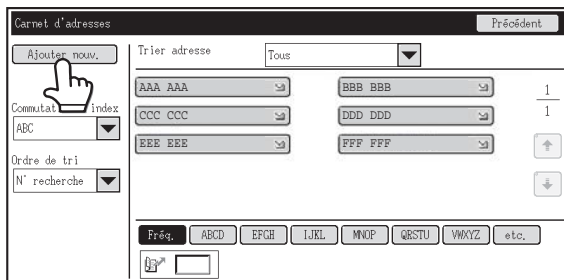 Carnet d'adresses
Précédent
Ajouter nouv.
Trier adresse
Tous
AAA AAA
BBB BBB
1
CCC CCC
DDD DDD
1
EEE EEE
FFF FFF
index
ABC
Ordre de tri
N° recherche
Fréq.
ABCD
EFGH
IJKL
MNOP
QRSTU
VWXYZ
etc.